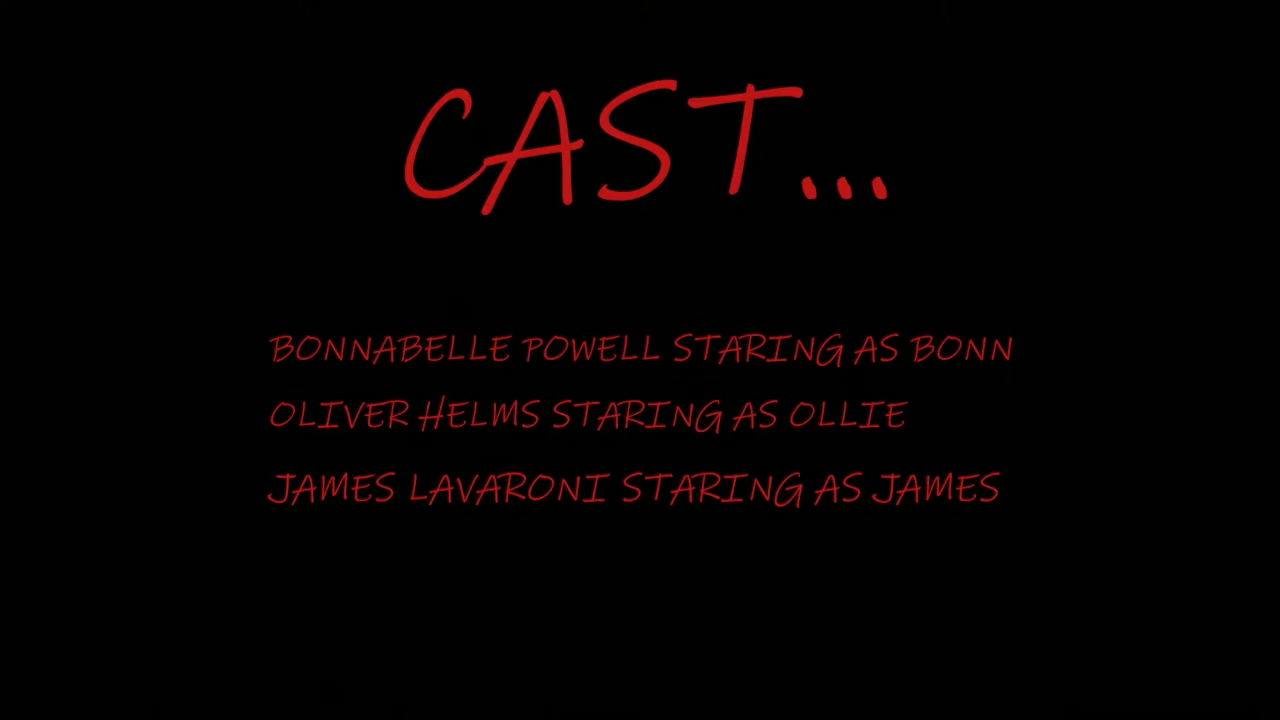 CAST...
BONNABELLE POWELL STARING AS BONN
OLIVER HELMS STARING AS OLLIE
JAMES LAVARONI STARING AS JAMES